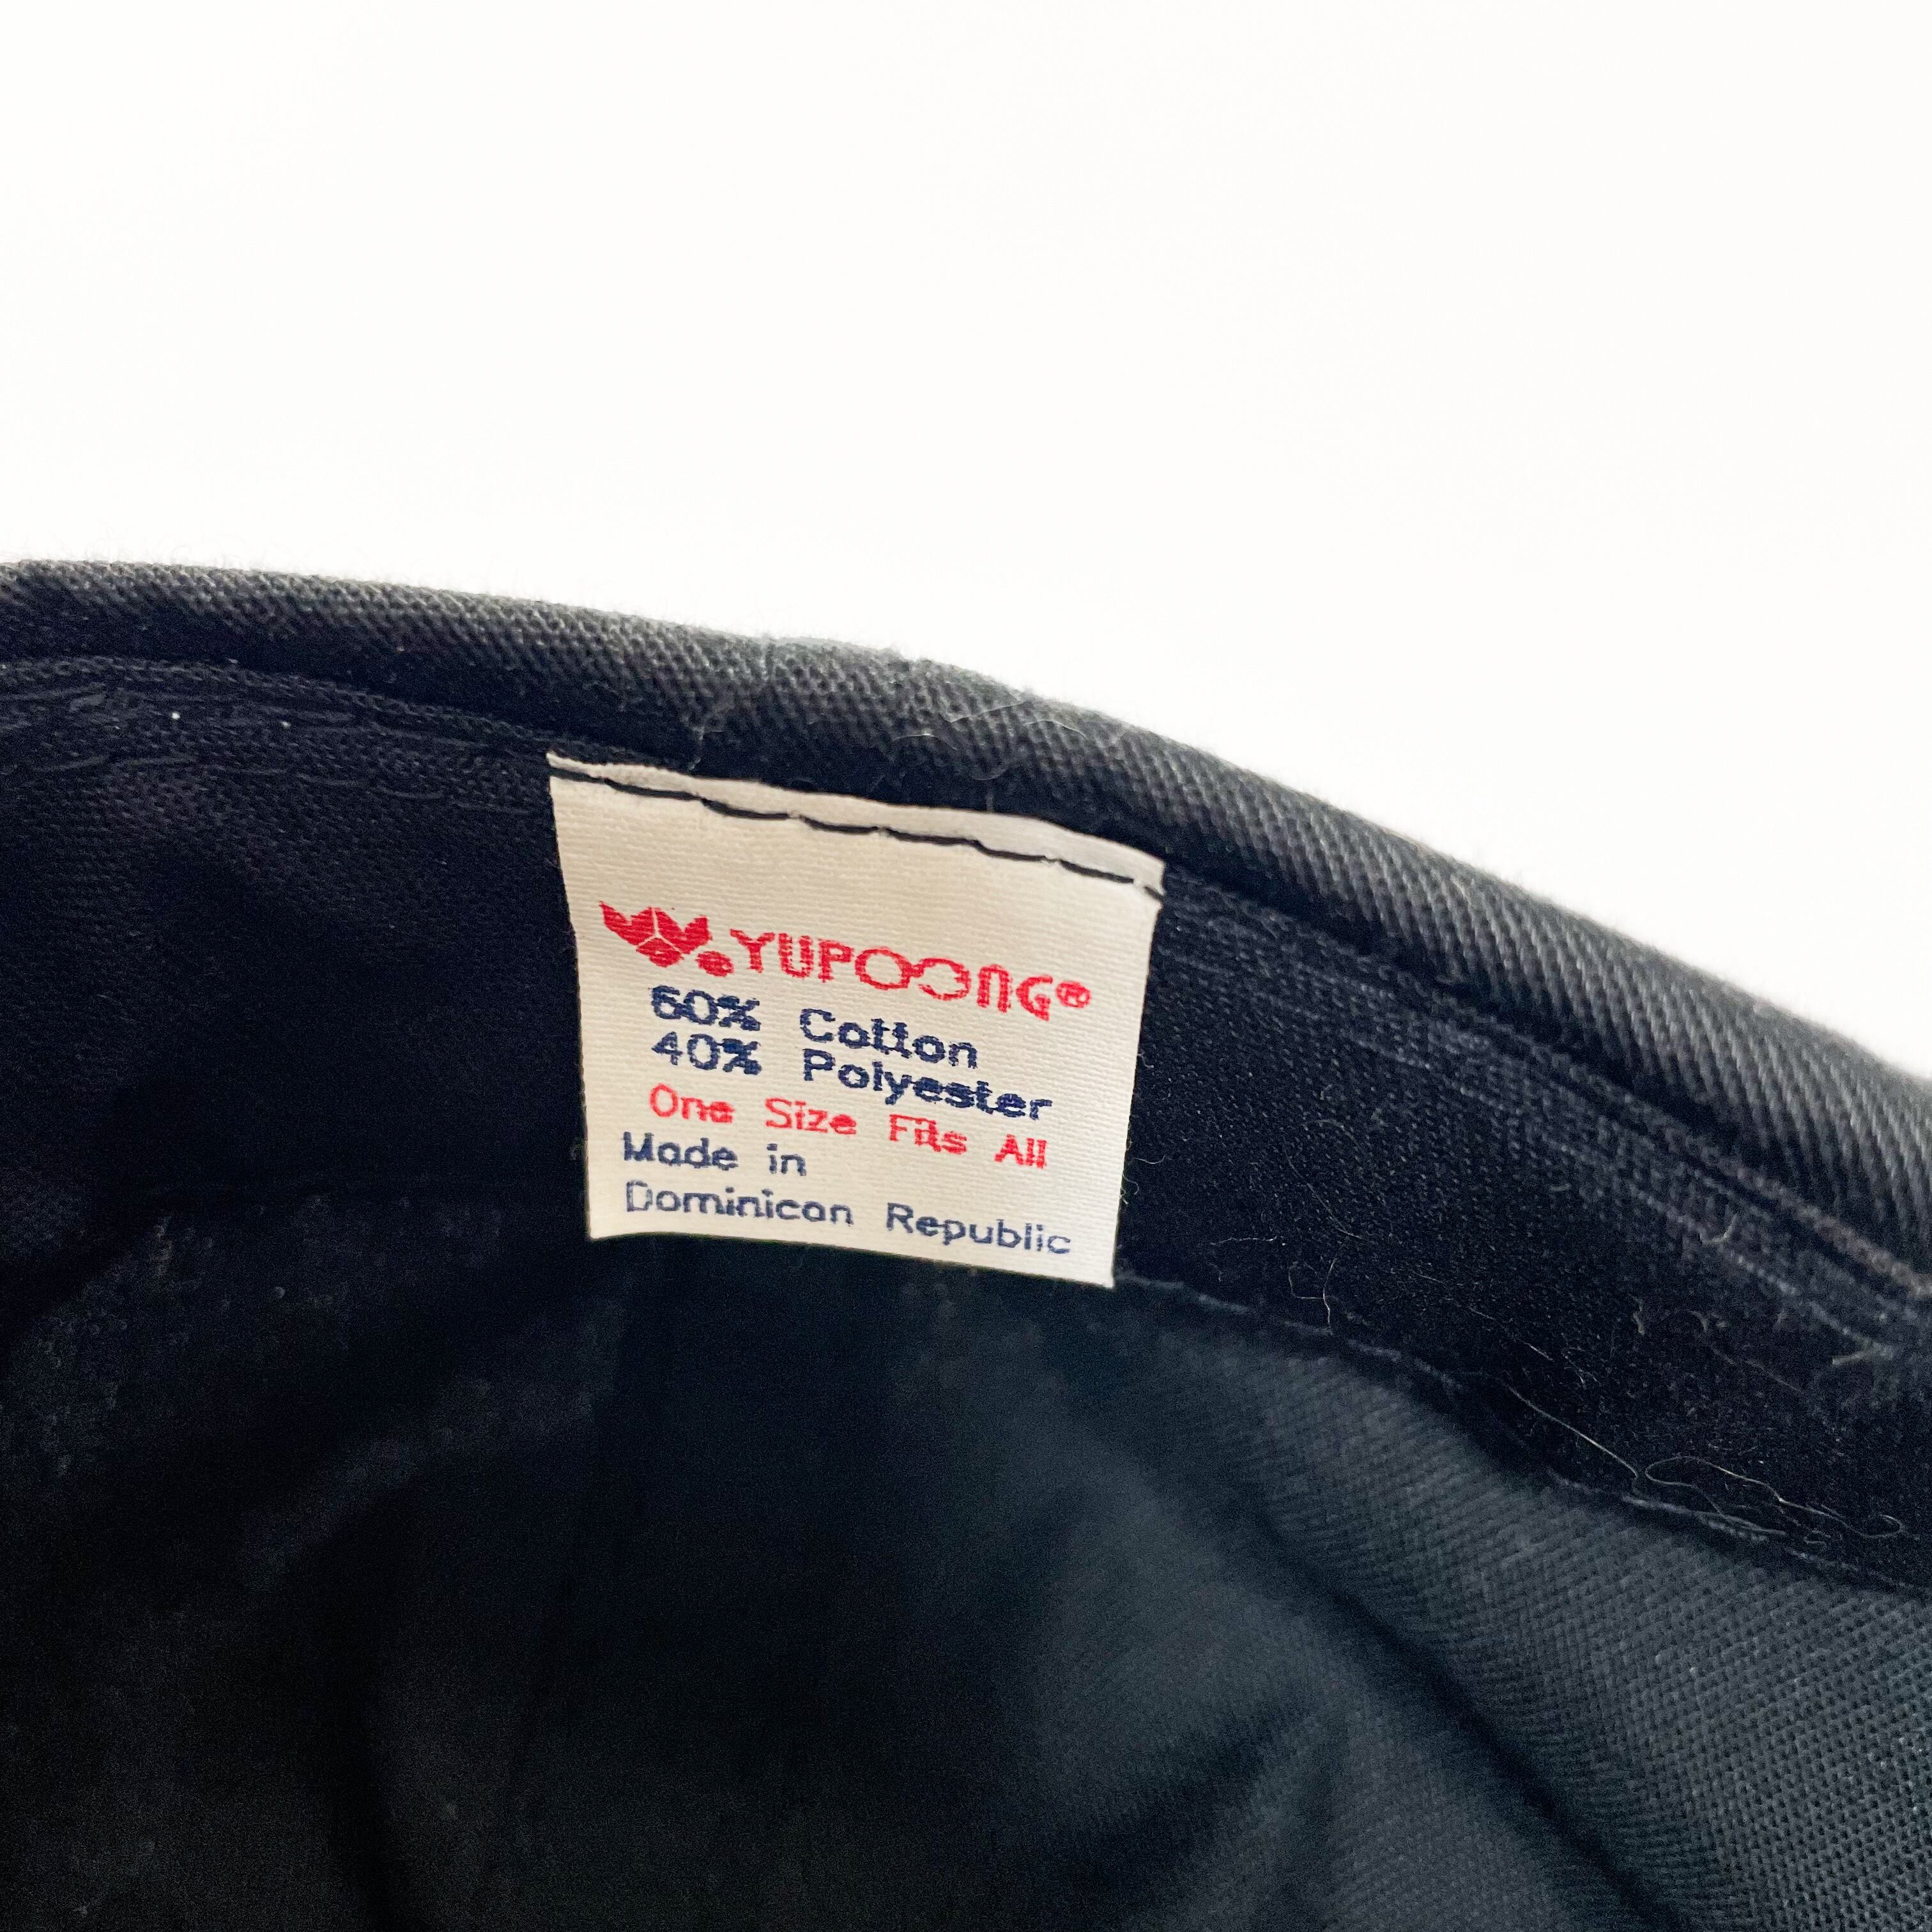 YUPOONG®
60% Cotton
40% Polyester
One Size Fits All
Made in
Dominican Republic